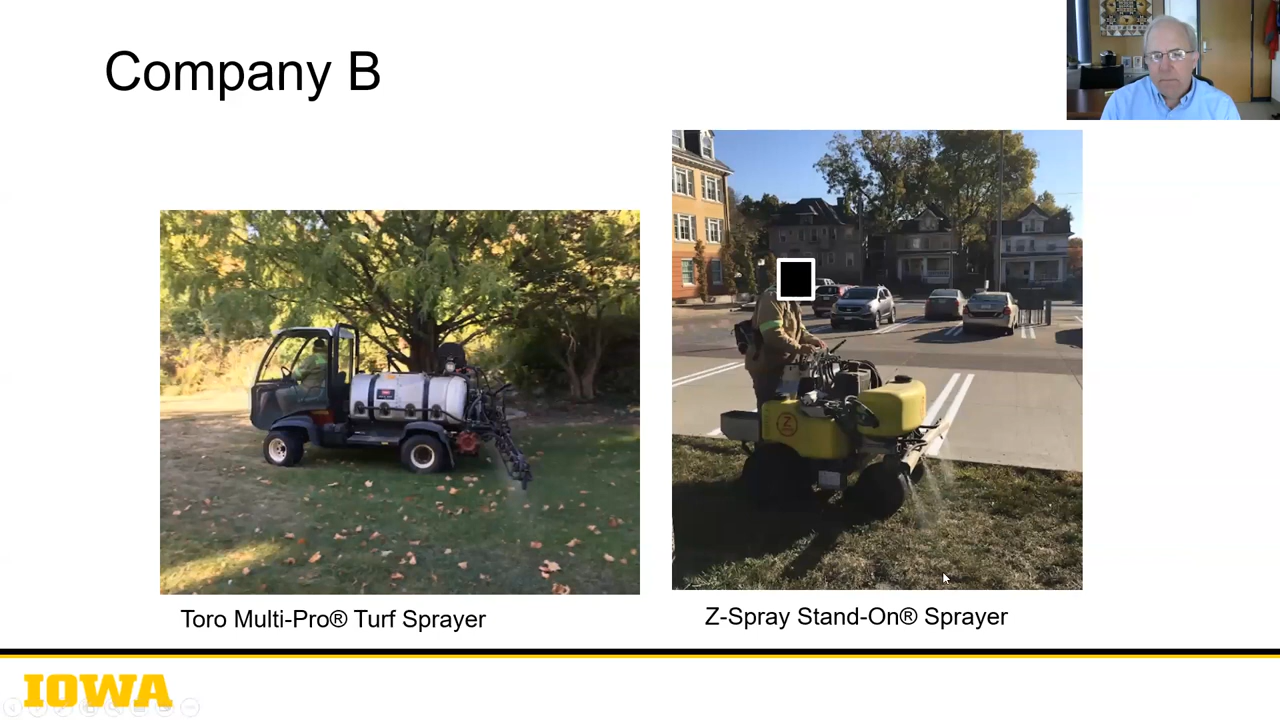 Company B
Toro Multi-Pro® Turf Sprayer
Z-Spray Stand-On® Sprayer
IOWA